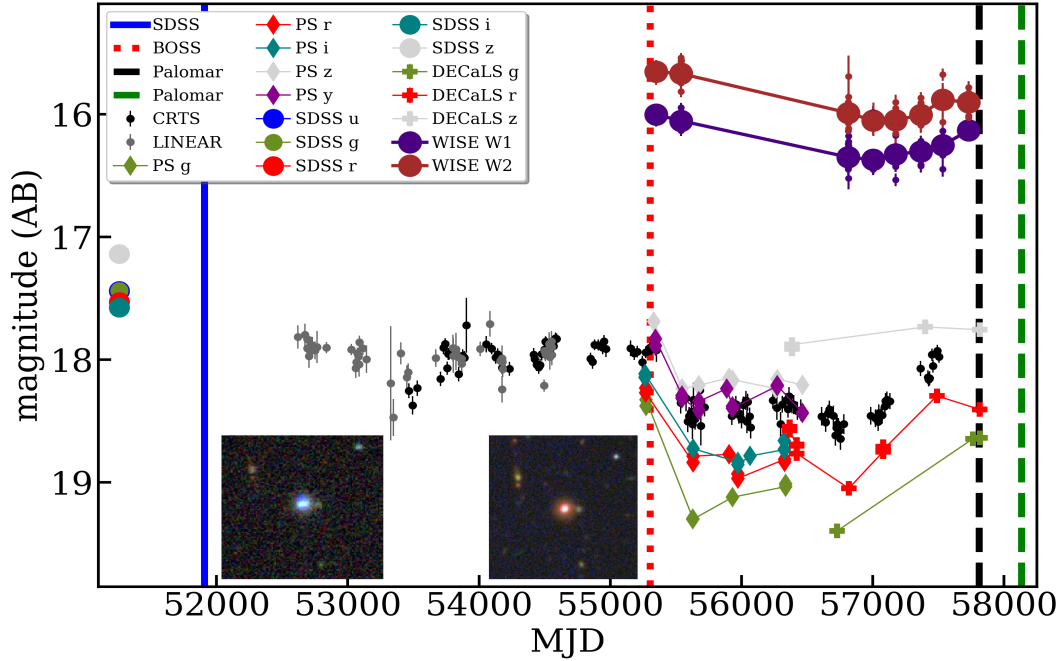 SDSS
BOSS
Palomar
Palomar
CRTS
LINEAR
PS g
PS r
PS i
PS z
PS y
SDSS u
SDSS g
SDSS r
SDSS i
SDSS z
DECaLS g
DECaLS r
DECaLS z
WISE W1
WISE W2
magnitude (AB)
16
17
18
19
52000 53000 54000 55000 56000 57000 58000
MJD